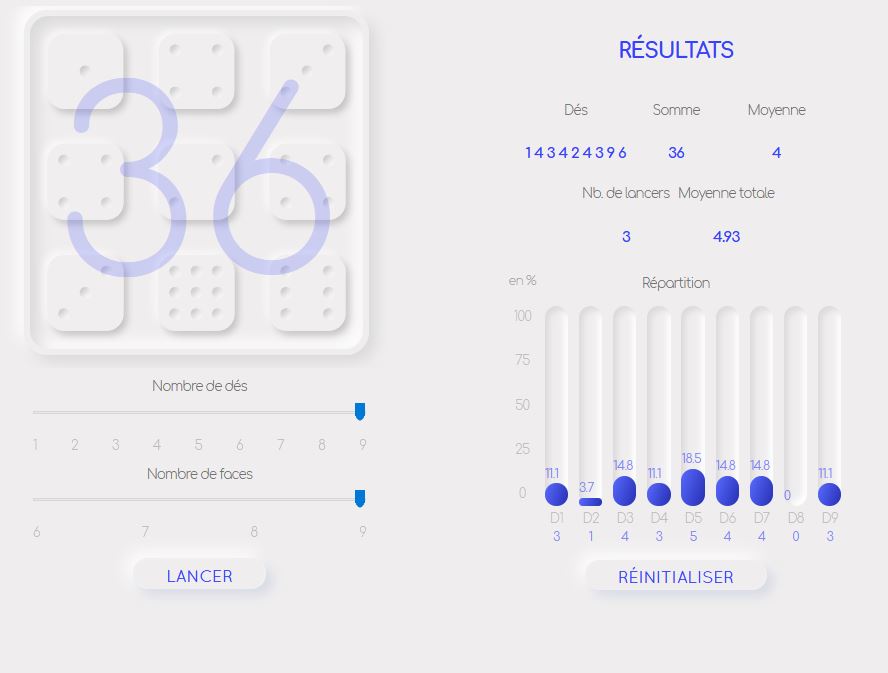 36
Nombre de dés
1 2 3 4 5 6 7 8 9
Nombre de faces
6 7 8 9
LANCER
RÉSULTATS
Dés Somme Moyenne
1 4 3 4 2 4 3 9 6 36 4
Nb. de lancers Moyenne totale
3 4.93
en % Répartition
100
75
50
25
0
11.1 3.7 14.8 11.1 18.5 14.8 14.8 0 11.1
D1 D2 D3 D4 D5 D6 D7 D8 D9
3 1 4 3 5 4 4 0 3
RÉINITIALISER